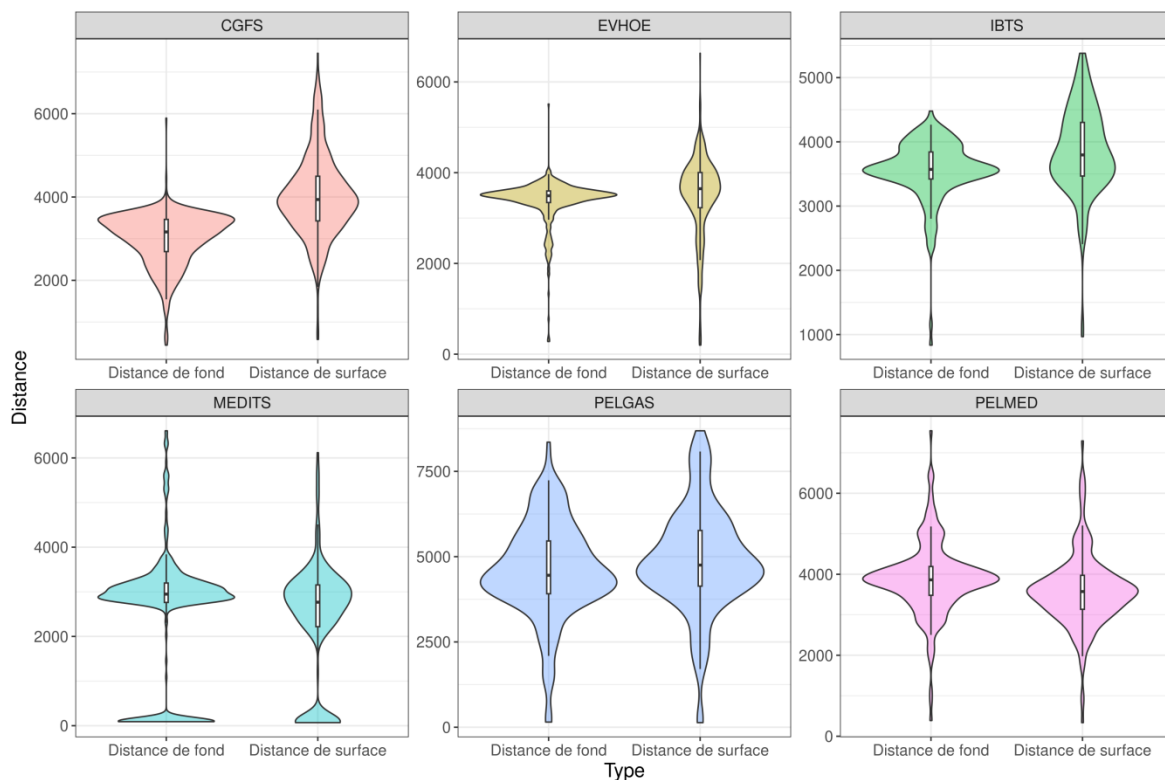 CGFS
EVHOE
IBTS
6000
4000
2000
6000
4000
2000
0
5000
4000
3000
2000
1000
Distance de fond Distance de surface
Distance de fond Distance de surface
Distance de fond Distance de surface
Distance
MEDITS
PELGAS
PELMED
6000
4000
2000
0
7500
5000
2500
0
6000
4000
2000
0
Distance de fond Distance de surface
Distance de fond Distance de surface
Distance de fond Distance de surface
Type